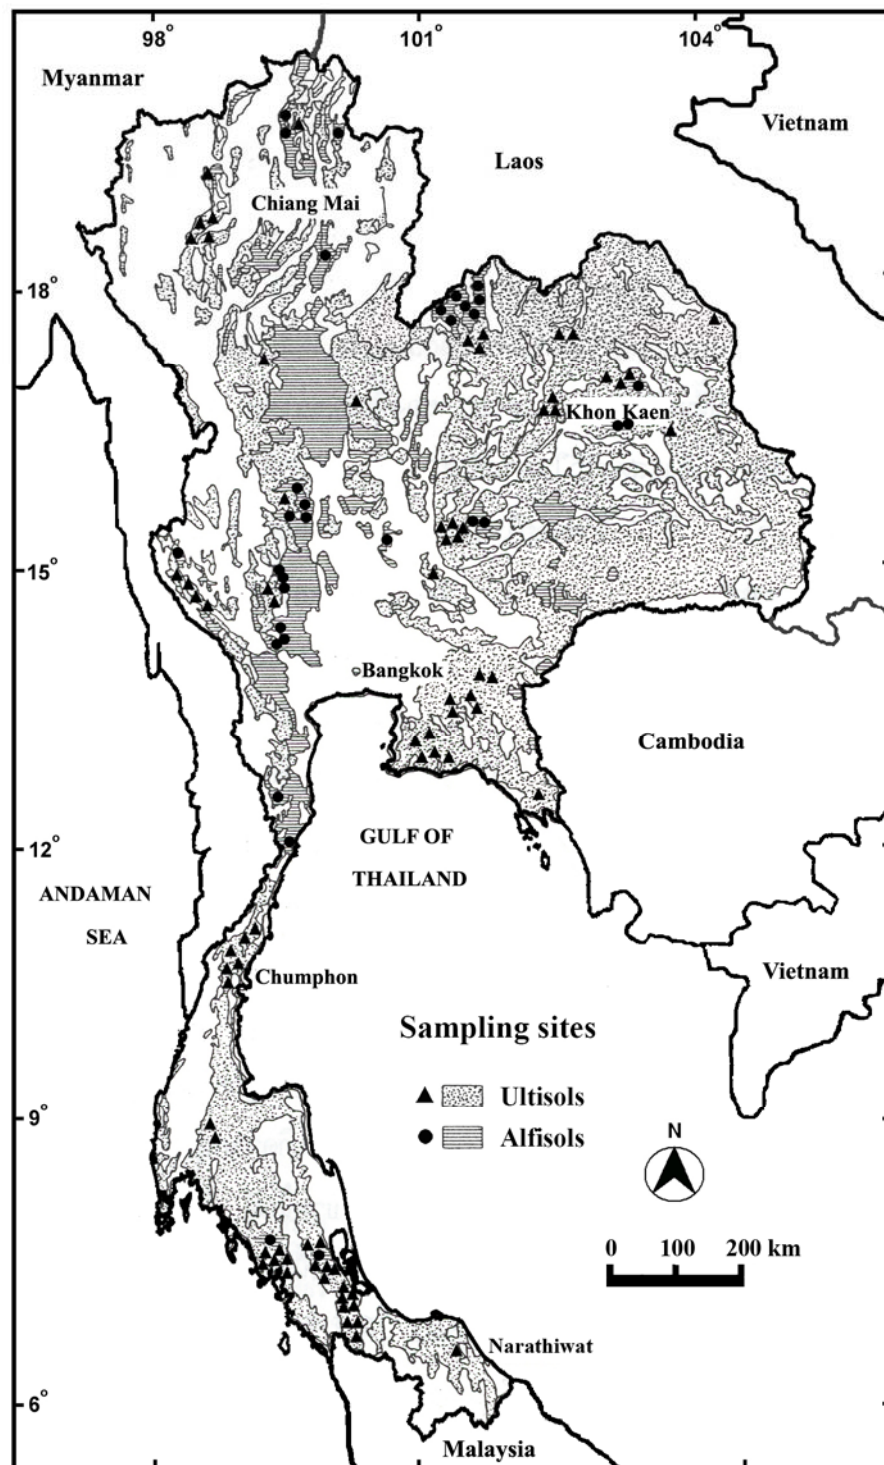 98°
101°
104°
Myanmar
Vietnam
Laos
Chiang Mai
18°
Khon Kaen
15°
Bangkok
Cambodia
12°
GULF OF
THAILAND
ANDAMAN
SEA
Chumphon
Vietnam
Sampling sites
Ultisols
Alfisols
9°
N
0 100 200 km
Narathiwat
6°
Malaysia